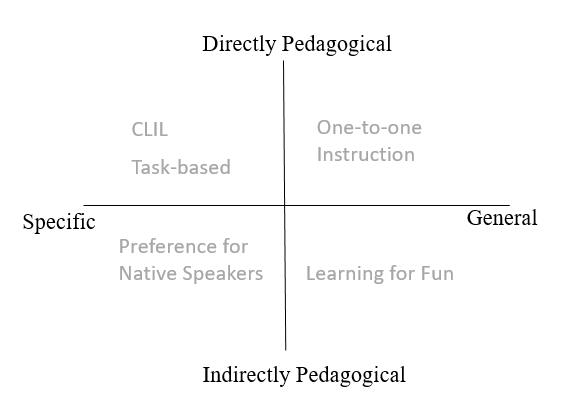 Directly Pedagogical
CLIL
One-to-one
Instruction
Task-based
Specific
General
Preference for
Native Speakers
Learning for Fun
Indirectly Pedagogical